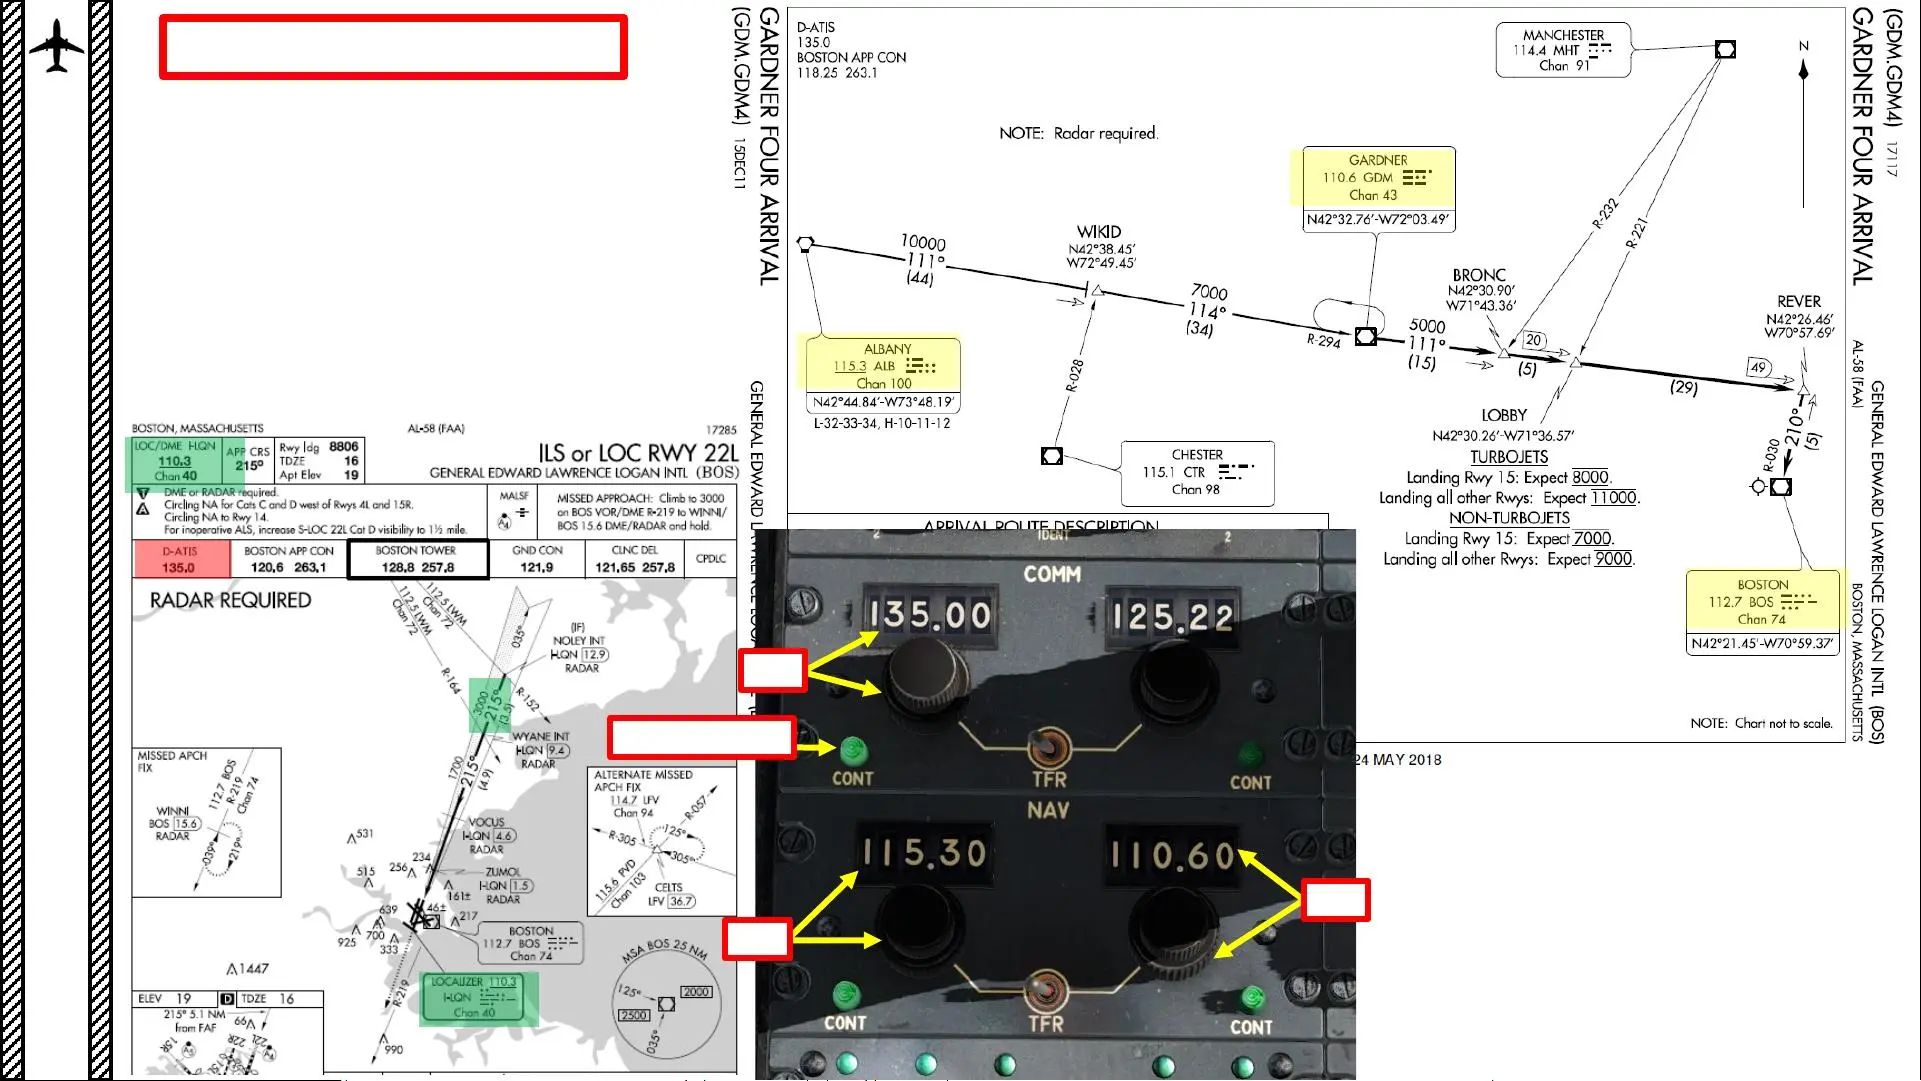 D-ATIS
135.0
BOSTON APP CON
118.25 263.1
NOTE: Radar required.
MANCHESTER
114.4 MHT
Chan 91
N
GARDNER
110.6 GDM
Chan 43
N42°32.76'-W72°03.49'
10000
111°
(44)
WIKID
N42°38.45'
W72°49.45'
7000
114°
(34)
R-294
R-232
R-221
5000
111°
(15)
BRONC
N42°30.90'
W71°43.36'
20
(5)
(29)
49
REVER
N42°26.46'
W70°57.69'
210°
(5)
R-030
ALBANY
115.3 ALB
Chan 100
N42°44.84'-W73°48.19'
L-32-33-34, H-10-11-12
R-028
CHESTER
115.1 CTR
Chan 98
LOBBY
N42°30.26'-W71°36.57'
TURBOJETS
Landing Rwy 15: Expect 8000.
Landing all other Rwys: Expect 11000.
NON-TURBOJETS
Landing Rwy 15: Expect 7000.
Landing all other Rwys: Expect 9000.
BOSTON
112.7 BOS
Chan 74
N42°21.45'-W70°59.37'
NOTE: Chart not to scale.
ARRIVAL ROUTE DESCRIPTION
24 MAY 2018
GARDNER FOUR ARRIVAL
(GDM.GDM4) 15DEC11
GARDNER FOUR ARRIVAL
(GDM.GDM4) 17117
AL-58 (FAA)
GENERAL EDWARD LAWRENCE LOGAN INTL (BOS)
BOSTON, MASSACHUSETTS
BOSTON, MASSACHUSETTS
AL-58 (FAA)
17285
LOC/DME I-LQN
110.3
Chan 40
APP CRS
215°
Rwy ldg 8806
TDZE 16
Apt Elev 19
ILS or LOC RWY 22L
GENERAL EDWARD LAWRENCE LOGAN INTL (BOS)
T
A
DME or RADAR required.
Circling NA for Cats C and D west of Rwys 4L and 15R.
Circling NA to Rwy 14.
For inoperative ALS, increase S-LOC 22L Cat D visibility to 1½ mile.
MALSF
A4
MISSED APPROACH: Climb to 3000
on BOS VOR/DME R-219 to WINNI/
BOS 15.6 DME/RADAR and hold.
D-ATIS
135.0
BOSTON APP CON
120.6 263.1
BOSTON TOWER
128.8 257.8
GND CON
121.9
CLNC DEL
121.65 257.8
CPDLC
RADAR REQUIRED
112.5 LWM
Chan 72
112.5 LWM
Chan 72
R-164
R-152
035°
(IF)
NOLEY INT
I-LQN 12.9
RADAR
3000
215°
(3.5)
WYANE INT
I-LQN 9.4
RADAR
1700
215°
(4.9)
VOCUS
I-LQN 4.6
RADAR
ZUMOL
I-LQN 1.5
RADAR
MISSED APCH
FIX
WINNI
BOS 15.6
RADAR
112.7 BOS
R-219
Chan 74
039°
219°
ALTERNATE MISSED
APCH FIX
114.7 LFV
Chan 94
R-057
R-305
125°
305°
115.6 PVD
Chan 103
CELTS
LFV 36.7
531
515
256
234
161±
46±
217
639
700
925
333
BOSTON
112.7 BOS
Chan 74
LOCALIZER 110.3
I-LQN
Chan 40
R-219
1447
990
MSA BOS 25 NM
125°
2000
2500
035°
ELEV 19
D
TDZE 16
215° 5.1 NM
from FAF
66
22L
22R
15R
2
IDENT
2
COMM
135.00
125.22
CONT
TFR
CONT
NAV
115.30
110.60
CONT
TFR
CONT